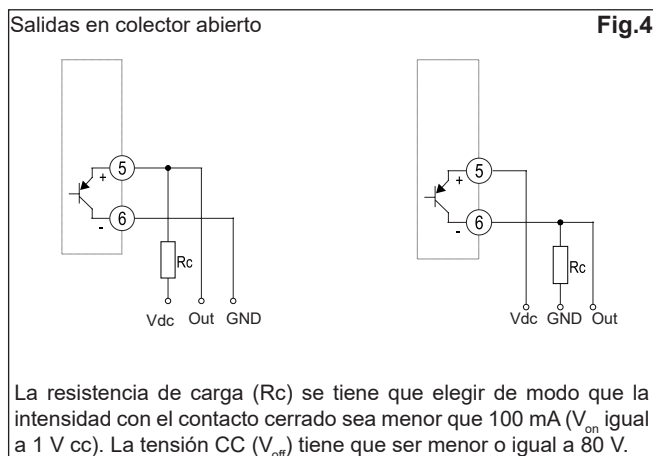 Salidas en colector abierto Fig.4
+ 5 + 5
- 6 - 6
Rc Rc
Vdc Out GND Vdc GND Out
La resistencia de carga (Rc) se tiene que elegir de modo que la
intensidad con el contacto cerrado sea menor que 100 mA (Von igual
a 1 V cc). La tensión CC (Voff) tiene que ser menor o igual a 80 V.